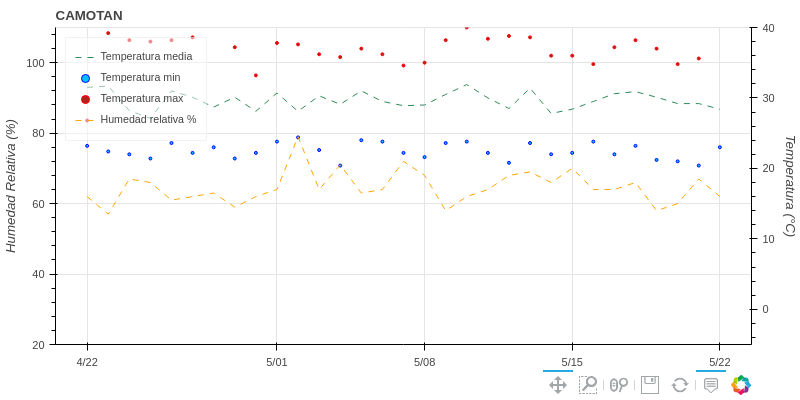 CAMOTAN
Temperatura media
Temperatura min
Temperatura max
Humedad relativa %
Humedad Relativa (%)
100
80
60
40
20
Temperatura (°C)
40
30
20
10
0
4/22
5/01
5/08
5/15
5/22